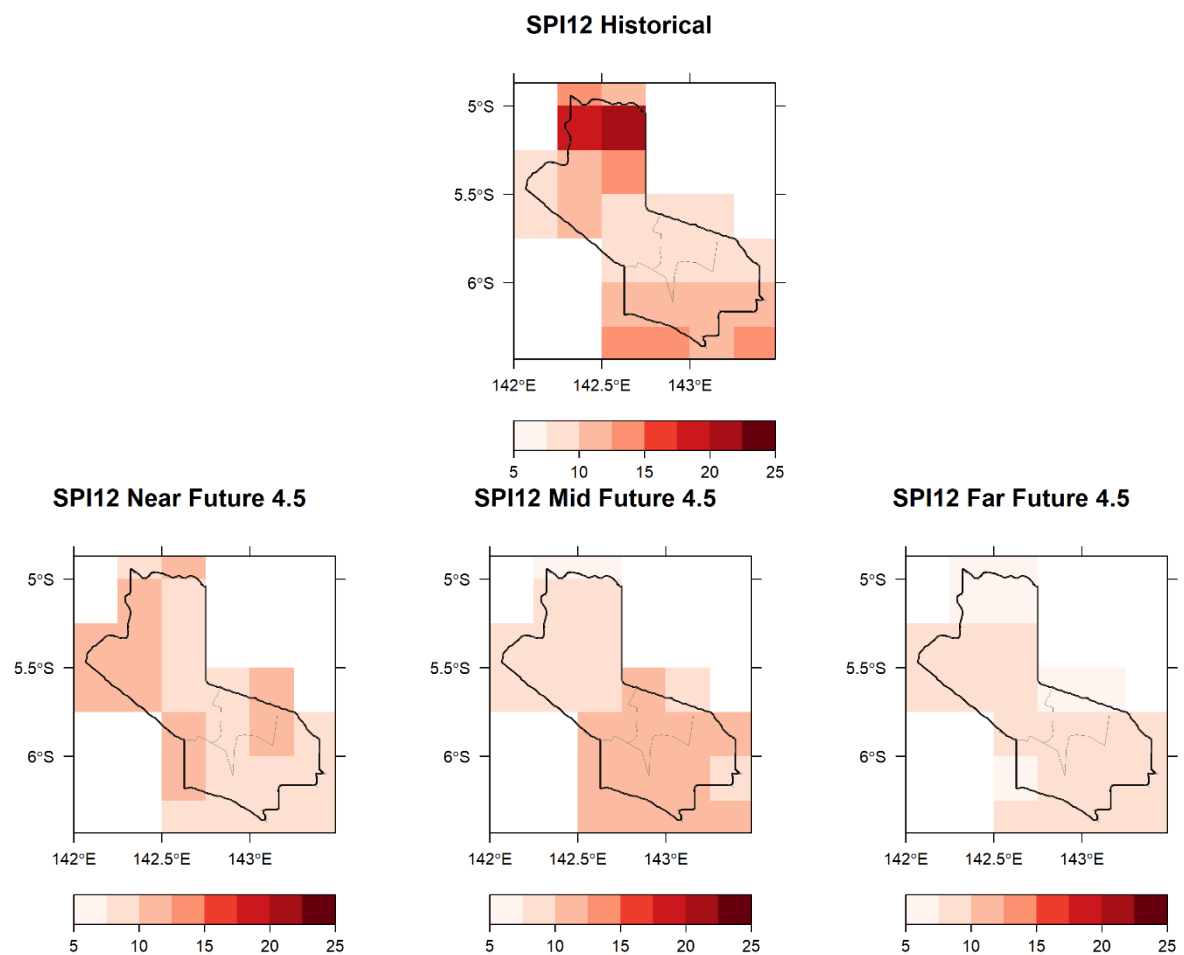 SPI12 Historical
5°S
5.5°S
6°S
142°E 142.5°E 143°E
5 10 15 20 25
SPI12 Near Future 4.5 SPI12 Mid Future 4.5 SPI12 Far Future 4.5
5°S 5°S 5°S
5.5°S 5.5°S 5.5°S
6°S 6°S 6°S
142°E 142.5°E 143°E 142°E 142.5°E 143°E 142°E 142.5°E 143°E
5 10 15 20 25 5 10 15 20 25 5 10 15 20 25